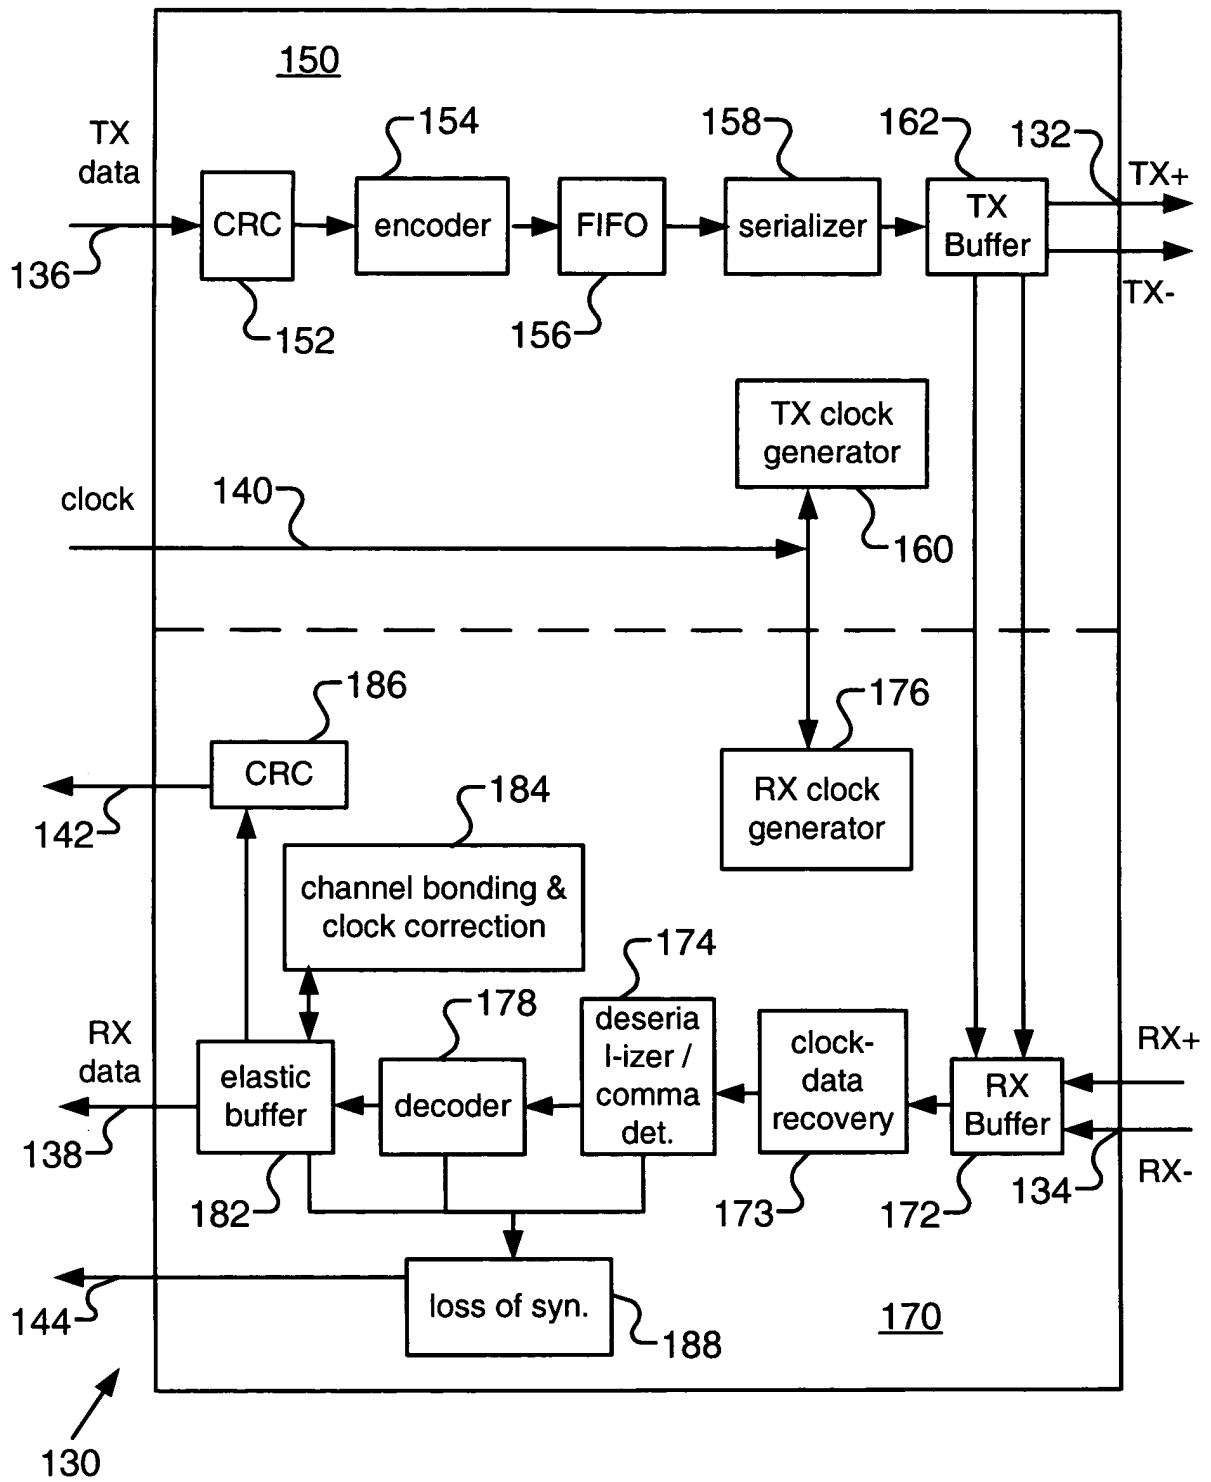 150
TX
data
154
158
162
132
TX+
CRC
encoder
FIFO
serializer
TX
Buffer
136
152
156
TX-
TX clock
generator
clock
140
160
186
176
CRC
142
184
RX clock
generator
channel bonding &
clock correction
174
178
RX
data
elastic
buffer
decoder
deseria
l-izer /
comma
det.
clock-
data
recovery
RX
Buffer
RX+
138
182
173
172
134
RX-
144
loss of syn.
188
170
130